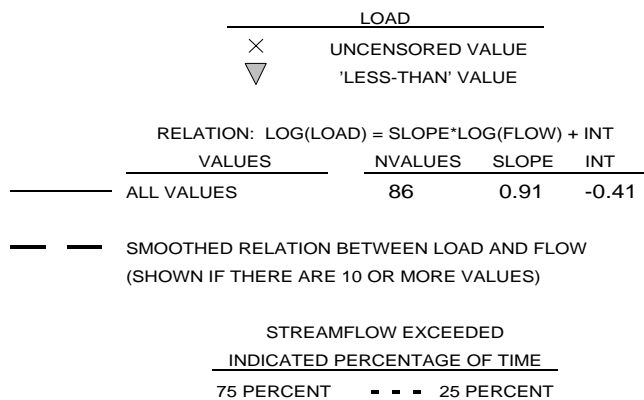 LOAD
× UNCENSORED VALUE
'LESS-THAN' VALUE
RELATION: LOG(LOAD) = SLOPE*LOG(FLOW) + INT
VALUES NVALUES SLOPE INT
ALL VALUES 86 0.91 -0.41
SMOOTHED RELATION BETWEEN LOAD AND FLOW
(SHOWN IF THERE ARE 10 OR MORE VALUES)
STREAMFLOW EXCEEDED
INDICATED PERCENTAGE OF TIME
75 PERCENT 25 PERCENT